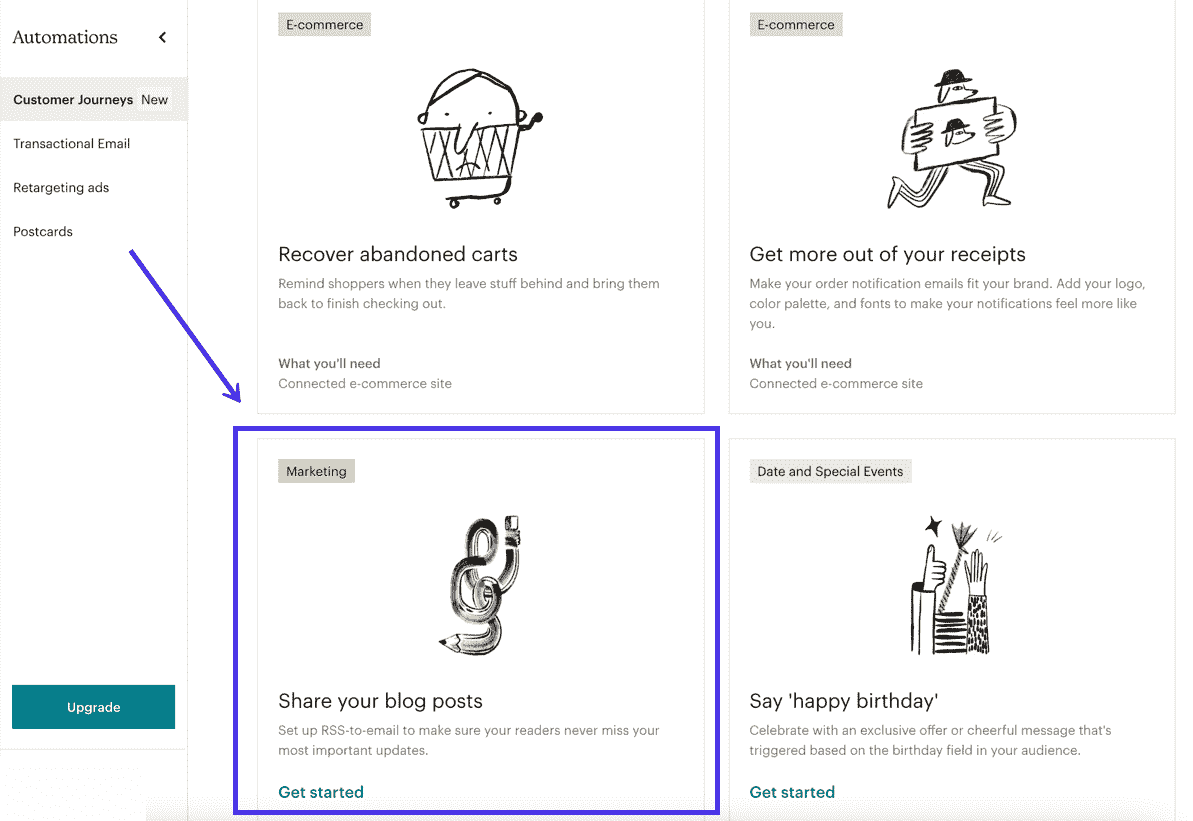 Automations
Customer Journeys New
Transactional Email
Retargeting ads
Postcards
Upgrade
E-commerce
Recover abandoned carts
Remind shoppers when they leave stuff behind and bring them
back to finish checking out.
What you'll need
Connected e-commerce site
E-commerce
Get more out of your receipts
Make your order notification emails fit your brand. Add your logo,
color palette, and fonts to make your notifications feel more like
you.
What you'll need
Connected e-commerce site
Marketing
Share your blog posts
Set up RSS-to-email to make sure your readers never miss your
most important updates.
Get started
Date and Special Events
Say 'happy birthday'
Celebrate with an exclusive offer or cheerful message that's
triggered based on the birthday field in your audience.
Get started